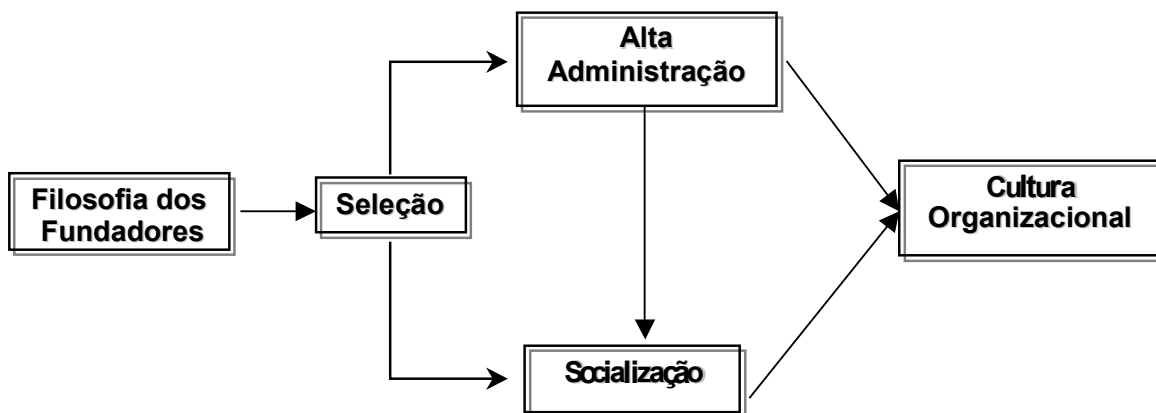 Alta
Administração
Filosofia dos
Fundadores
Seleção
Cultura
Organizacional
Socialização